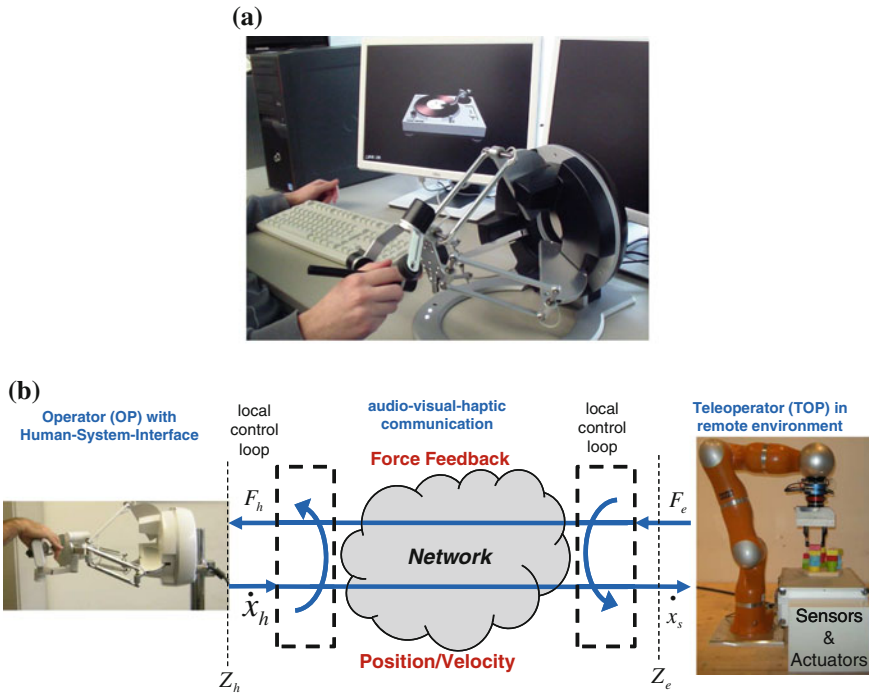 (a)
(b)
Operator (OP) with
Human-System-Interface
local
control
loop
audio-visual-haptic
communication
Force Feedback
local
control
loop
Teleoperator (TOP) in
remote environment
F_h
F_e
Network
ẋ_h
ẋ_s
Position/Velocity
Sensors
&
Actuators
Z_h
Z_e